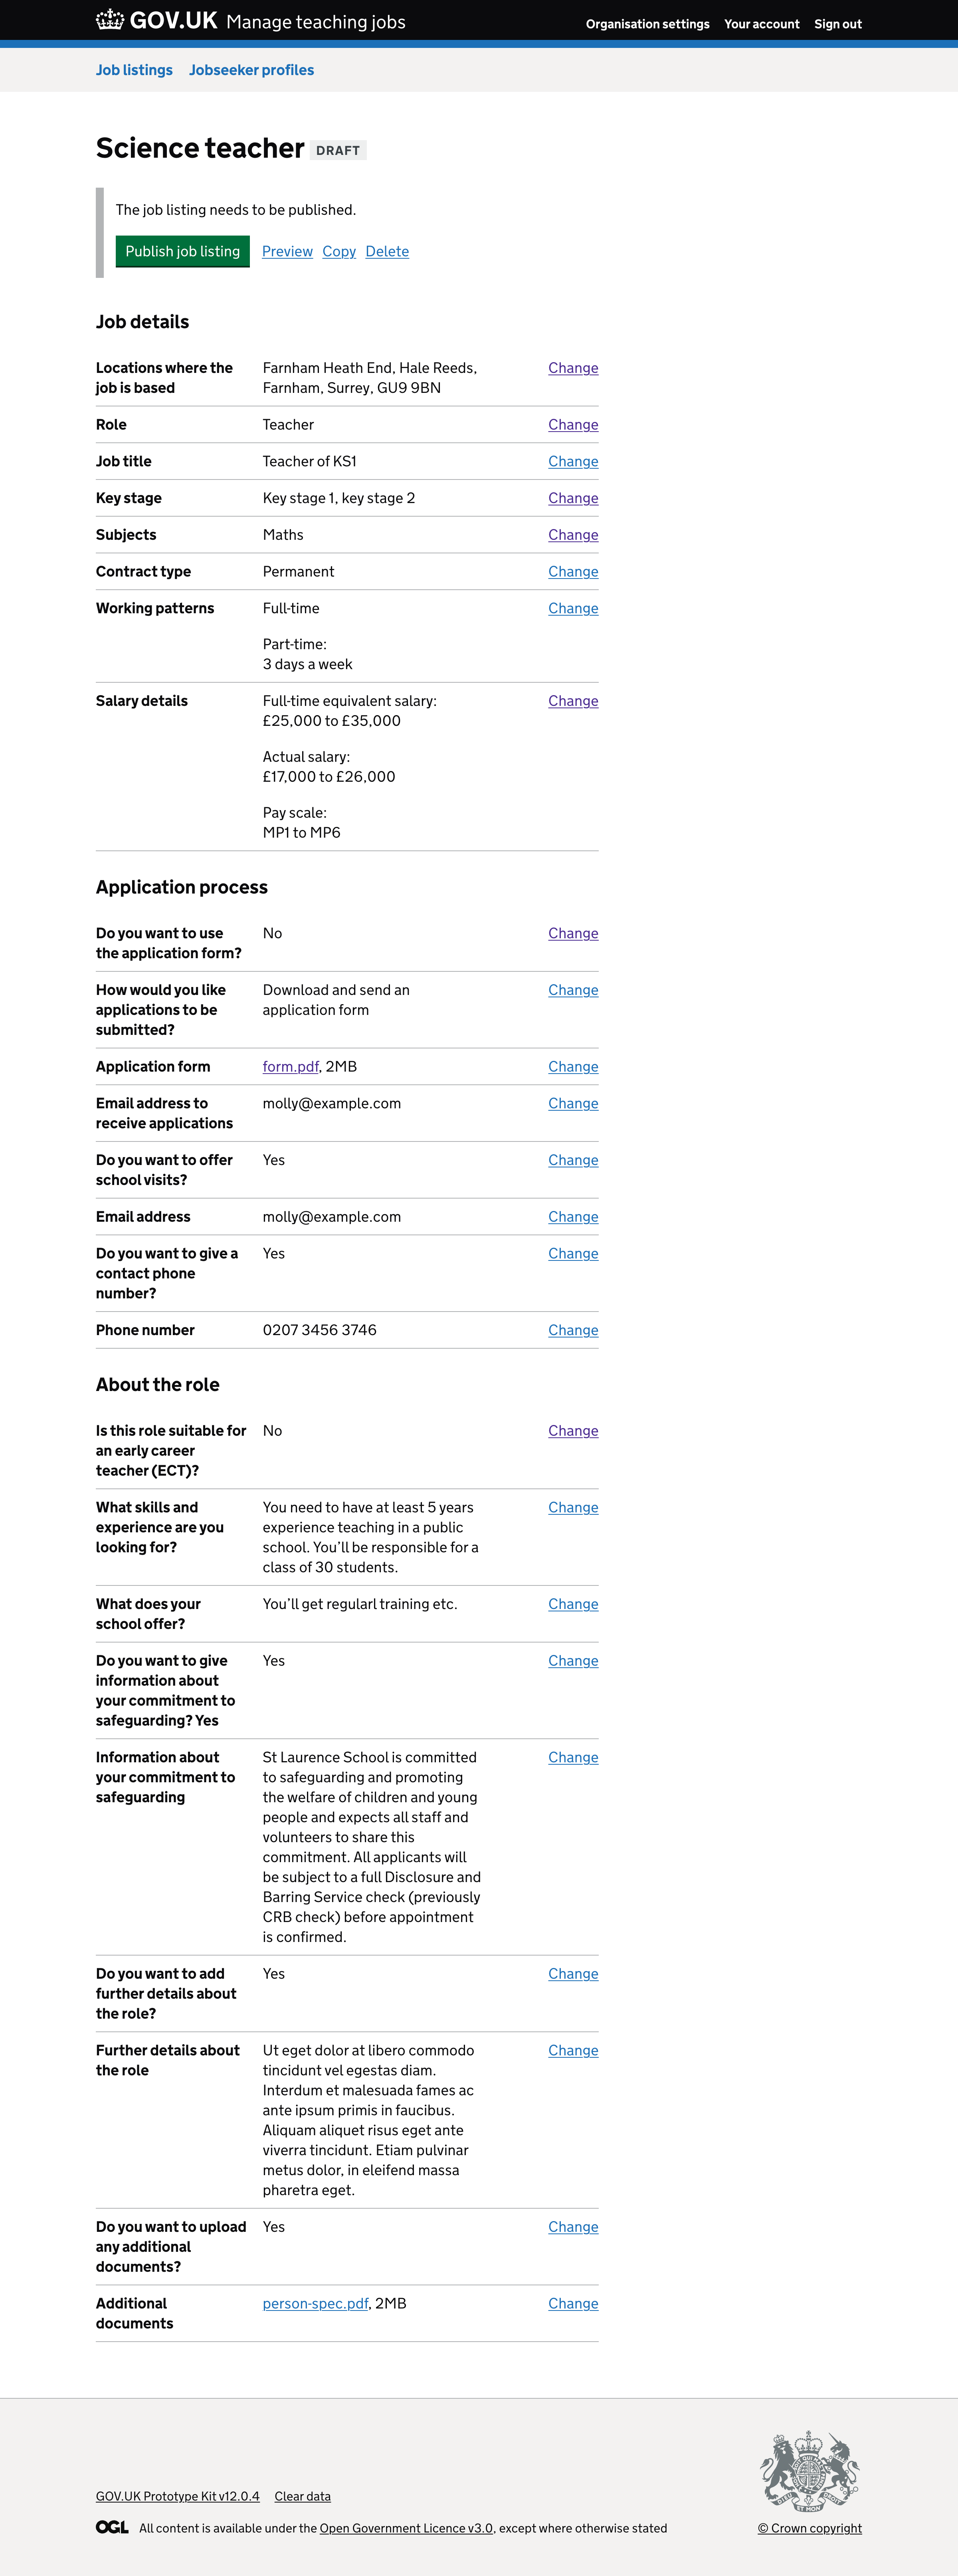 GOV.UK Manage teaching jobs
Organisation settings Your account Sign out
Job listings Jobseeker profiles
Science teacher DRAFT
The job listing needs to be published.
Publish job listing Preview Copy Delete
Job details
Locations where the job is based
Farnham Heath End, Hale Reeds,
Farnham, Surrey, GU9 9BN
Change
Role Teacher Change
Job title Teacher of KS1 Change
Key stage Key stage 1, key stage 2 Change
Subjects Maths Change
Contract type Permanent Change
Working patterns Full-time Change
Part-time:
3 days a week
Salary details Full-time equivalent salary: Change
£25,000 to £35,000
Actual salary:
£17,000 to £26,000
Pay scale:
MP1 to MP6
Application process
Do you want to use No Change
the application form?
How would you like Download and send an Change
applications to be application form
submitted?
Application form form.pdf, 2MB Change
Email address to molly@example.com Change
receive applications
Do you want to offer Yes Change
school visits?
Email address molly@example.com Change
Do you want to give a Yes Change
contact phone
number?
Phone number 0207 3456 3746 Change
About the role
Is this role suitable for No Change
an early career
teacher (ECT)?
What skills and You need to have at least 5 years Change
experience are you experience teaching in a public
looking for? school. You’ll be responsible for a
class of 30 students.
What does your You’ll get regularl training etc. Change
school offer?
Do you want to give Yes Change
information about
your commitment to
safeguarding? Yes
Information about St Laurence School is committed Change
your commitment to to safeguarding and promoting
safeguarding the welfare of children and young
people and expects all staff and
volunteers to share this
commitment. All applicants will
be subject to a full Disclosure and
Barring Service check (previously
CRB check) before appointment
is confirmed.
Do you want to add Yes Change
further details about
the role?
Further details about Ut eget dolor at libero commodo Change
the role tincidunt vel egestas diam.
Interdum et malesuada fames ac
ante ipsum primis in faucibus.
Aliquam aliquet risus eget ante
viverra tincidunt. Etiam pulvinar
metus dolor, in eleifend massa
pharetra eget.
Do you want to upload Yes Change
any additional
documents?
Additional person-spec.pdf, 2MB Change
documents
GOV.UK Prototype Kit v12.0.4 Clear data
OGL All content is available under the Open Government Licence v3.0, except where otherwise stated
© Crown copyright